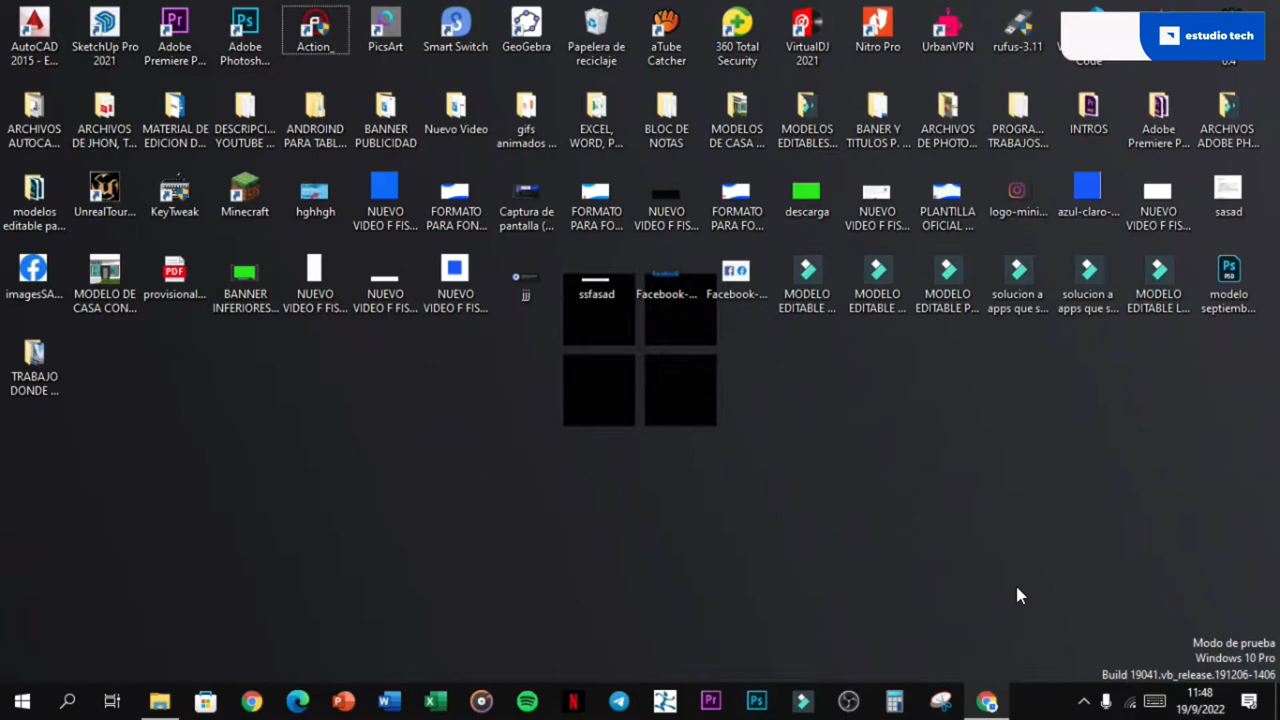 AutoCAD
2015 - E...
SketchUp Pro
2021
Adobe
Premiere P...
Adobe
Photosh...
Action_
PicsArt
Smart Switch
GeoGebra
Papelera de
reciclaje
aTube
Catcher
360 Total
Security
VirtualDJ
2021
Nitro Pro
UrbanVPN
rufus-3.11
Code
estudio tech
ARCHIVOS
AUTOCA...
ARCHIVOS
DE JHON, T...
MATERIAL DE
EDICION D...
DESCRIPCI...
YOUTUBE ...
ANDROIND
PARA TABL...
BANNER
PUBLICIDAD
Nuevo Video
gifs
animados ...
EXCEL,
WORD, P...
BLOC DE
NOTAS
MODELOS
DE CASA ...
MODELOS
EDITABLES...
BANER Y
TITULOS P. ...
ARCHIVOS
DE PHOTO...
PROGRA...
TRABAJOS...
INTROS
Adobe
Premiere P...
ARCHIVOS
ADOBE PH...
modelos
editable pa...
UnrealTour...
KeyTweak
Minecraft
hghhgh
NUEVO
VIDEO F FIS...
FORMATO
PARA FON...
Captura de
pantalla (...
FORMATO
PARA FO...
NUEVO
VIDEO F FIS...
FORMATO
PARA FO...
descarga
NUEVO
VIDEO F FIS...
PLANTILLA
OFICIAL ...
logo-mini...
azul-claro-...
NUEVO
VIDEO F FIS...
sasad
imagesSA...
MODELO DE
CASA CON...
PDF
provisional...
BANNER
INFERIORES...
NUEVO
VIDEO F FIS...
NUEVO
VIDEO F FIS...
NUEVO
VIDEO F FIS...
jjj
ssfasad
Facebook-...
Facebook-...
MODELO
EDITABLE ...
MODELO
EDITABLE ...
MODELO
EDITABLE P...
solucion a
apps que s...
solucion a
apps que s...
MODELO
EDITABLE L...
modelo
septiemb...
TRABAJO
DONDE ...
Modo de prueba
Windows 10 Pro
Build 19041.vb_release.191206-1406
11:48
19/9/2022